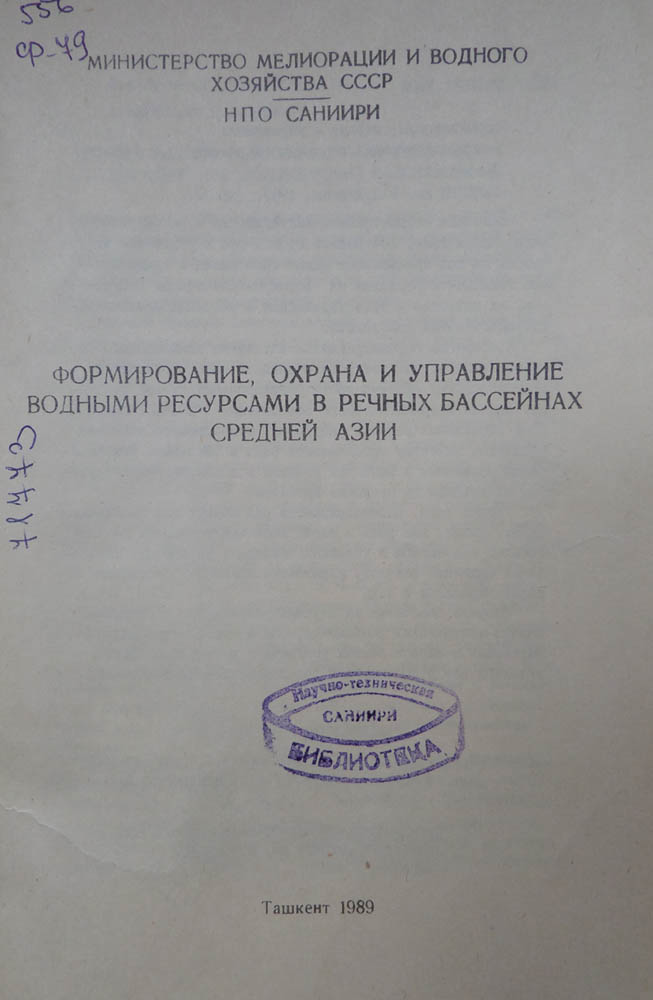 556
ср-79
МИНИСТЕРСТВО МЕЛИОРАЦИИ И ВОДНОГО
ХОЗЯЙСТВА СССР
НПО САНИИРИ
ФОРМИРОВАНИЕ, ОХРАНА И УПРАВЛЕНИЕ
ВОДНЫМИ РЕСУРСАМИ В РЕЧНЫХ БАССЕЙНАХ
СРЕДНЕЙ АЗИИ
Научно-техническая
САНИИРИ
БИБЛИОТЕКА
Ташкент 1989